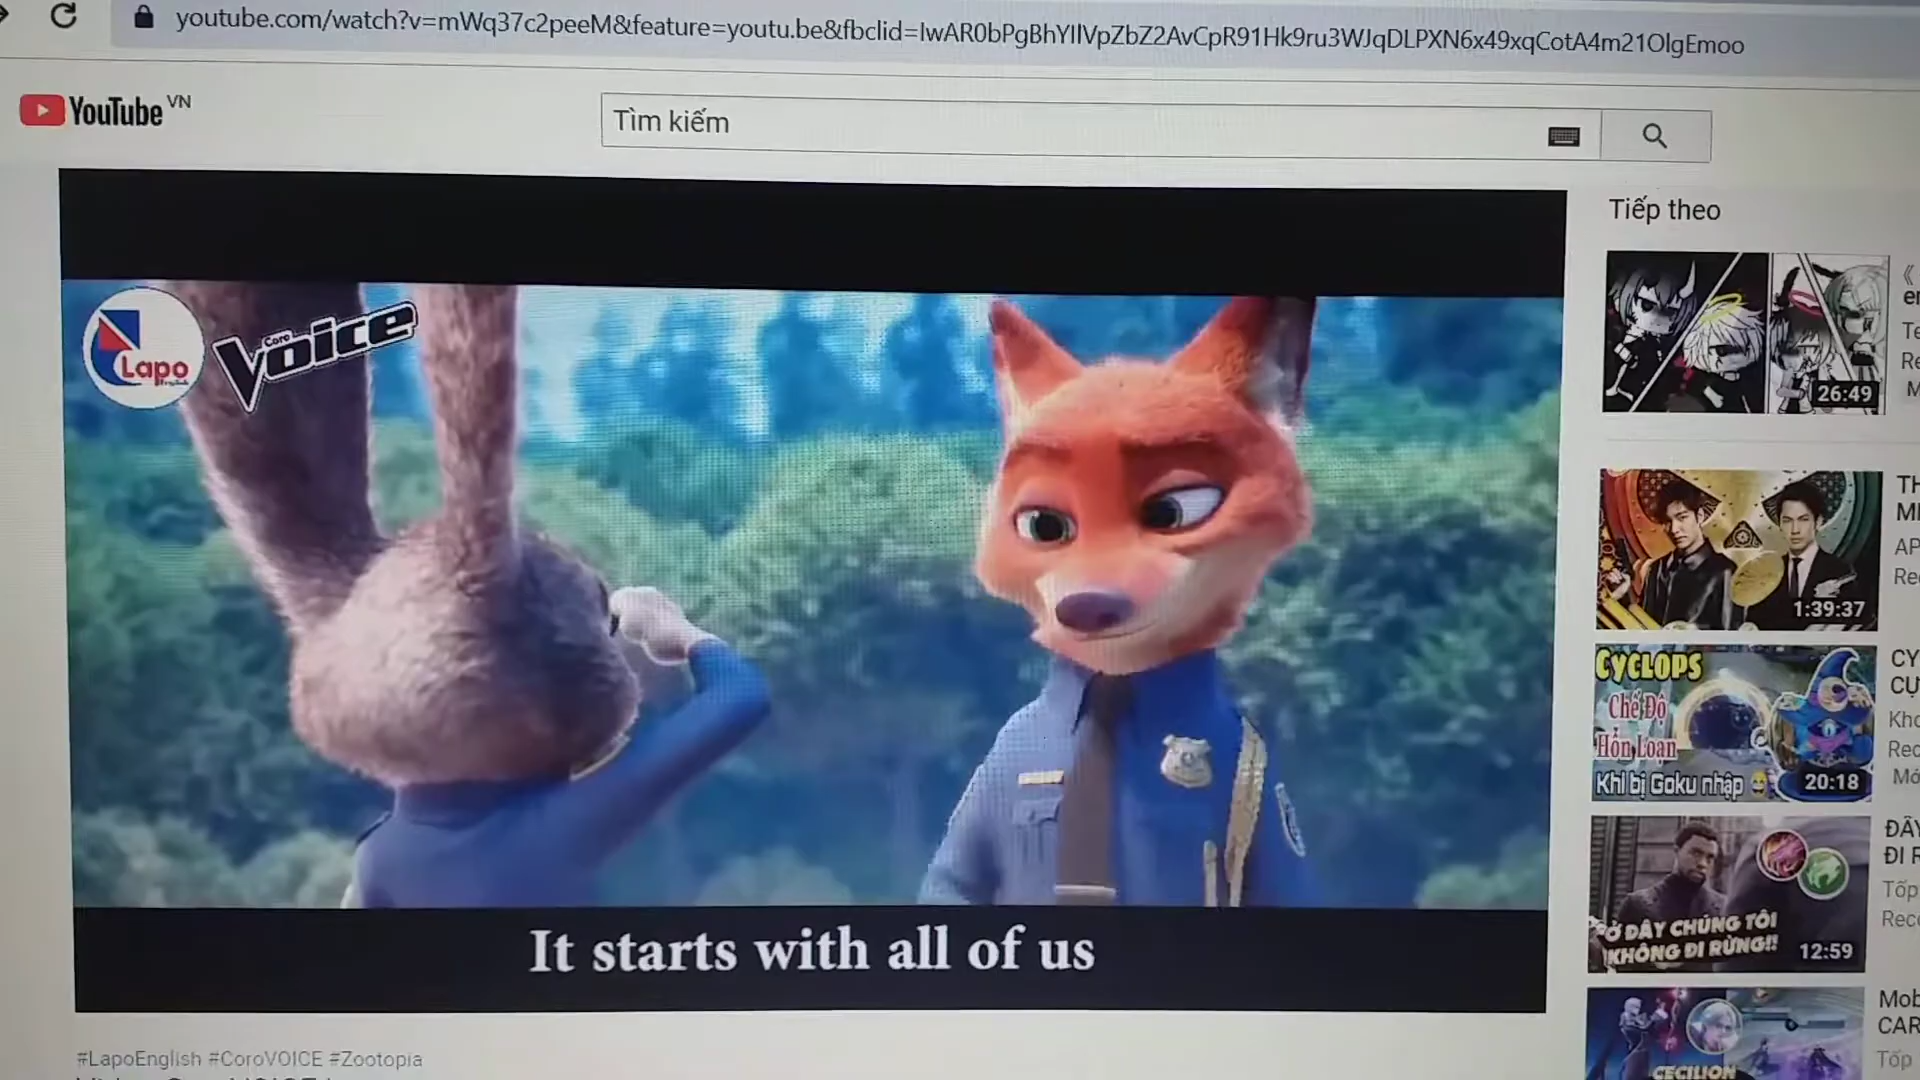 youtube.com/watch?v=mWq37c2peeM&feature=youtu.be&fbclid=IwAR0bPgBhYIlVpZbZ2AvCpR91Hk9ru3WJqDLPXN6x49xqCotA4m21OlgEmoo
YouTube VN
Tìm kiếm
Tiếp theo
Lapo
Coro
Voice
26:49
1:39:37
CYCLOPS
Chế Độ
Hỗn Loạn
Khi bị Goku nhập
20:18
Ở ĐÂY CHÚNG TÔI
KHÔNG ĐI RỪNG!!
12:59
CECILION
It starts with all of us
#LapoEnglish #CoroVOICE #Zootopia